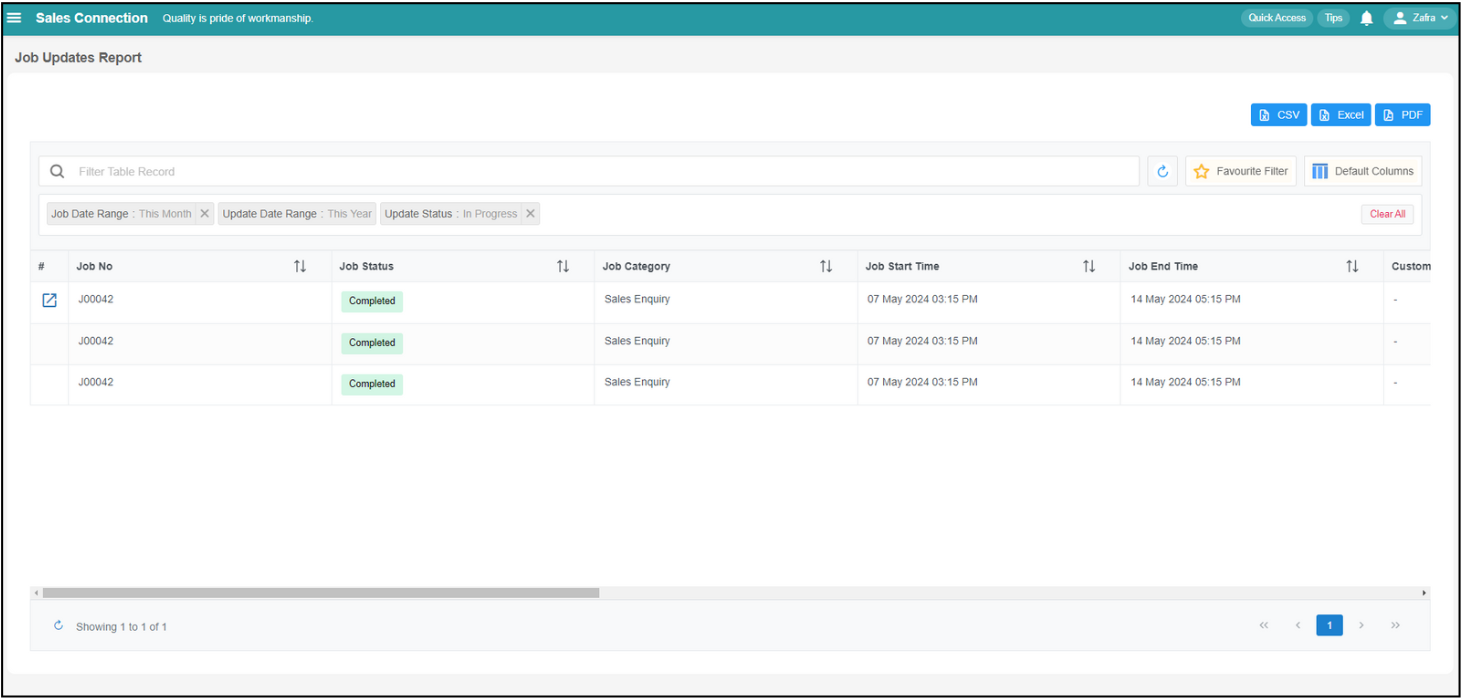 Sales Connection Quality is pride of workmanship. Quick Access Tips Zafra
Job Updates Report
CSV Excel PDF
Filter Table Record Favourite Filter Default Columns
Job Date Range : This Month Update Date Range : This Year Update Status : In Progress Clear All
# Job No Job Status Job Category Job Start Time Job End Time Custom
J00042 Completed Sales Enquiry 07 May 2024 03:15 PM 14 May 2024 05:15 PM -
J00042 Completed Sales Enquiry 07 May 2024 03:15 PM 14 May 2024 05:15 PM -
J00042 Completed Sales Enquiry 07 May 2024 03:15 PM 14 May 2024 05:15 PM -
Showing 1 to 1 of 1 << < 1 > >>